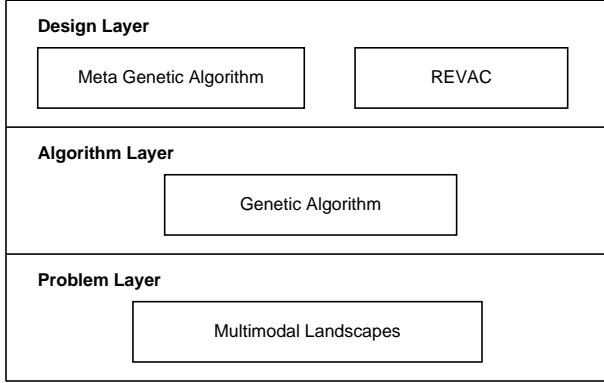 Design Layer
Meta Genetic Algorithm
REVAC
Algorithm Layer
Genetic Algorithm
Problem Layer
Multimodal Landscapes